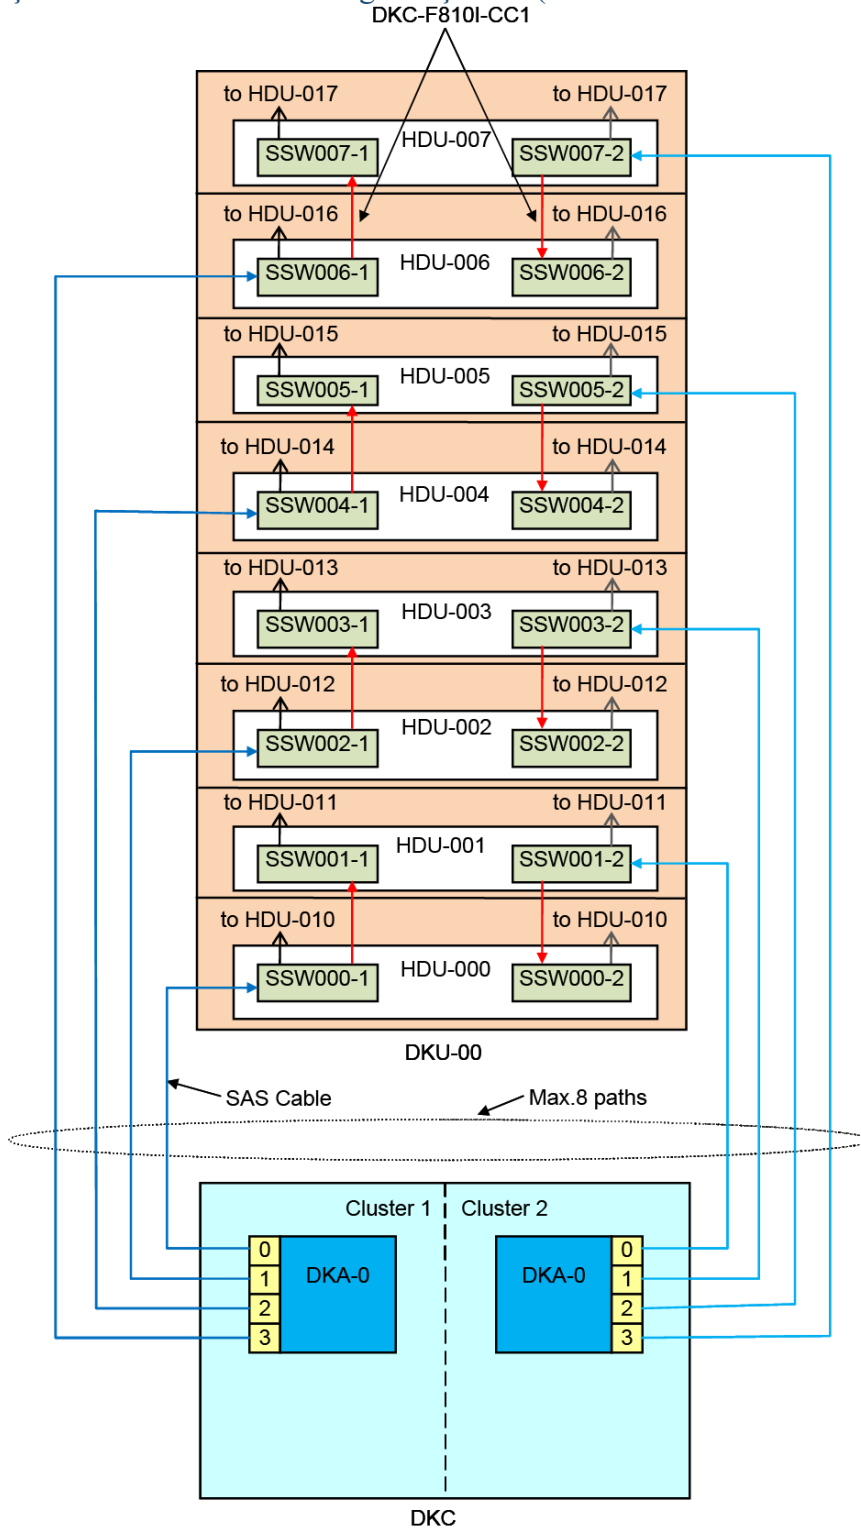 DKC-F810I-CC1
to HDU-017
to HDU-017
HDU-007
SSW007-1
SSW007-2
to HDU-016
to HDU-016
HDU-006
SSW006-1
SSW006-2
to HDU-015
to HDU-015
HDU-005
SSW005-1
SSW005-2
to HDU-014
to HDU-014
HDU-004
SSW004-1
SSW004-2
to HDU-013
to HDU-013
HDU-003
SSW003-1
SSW003-2
to HDU-012
to HDU-012
HDU-002
SSW002-1
SSW002-2
to HDU-011
to HDU-011
HDU-001
SSW001-1
SSW001-2
to HDU-010
to HDU-010
HDU-000
SSW000-1
SSW000-2
DKU-00
SAS Cable
Max.8 paths
Cluster 1
Cluster 2
0
1
2
3
DKA-0
DKA-0
0
1
2
3
DKC